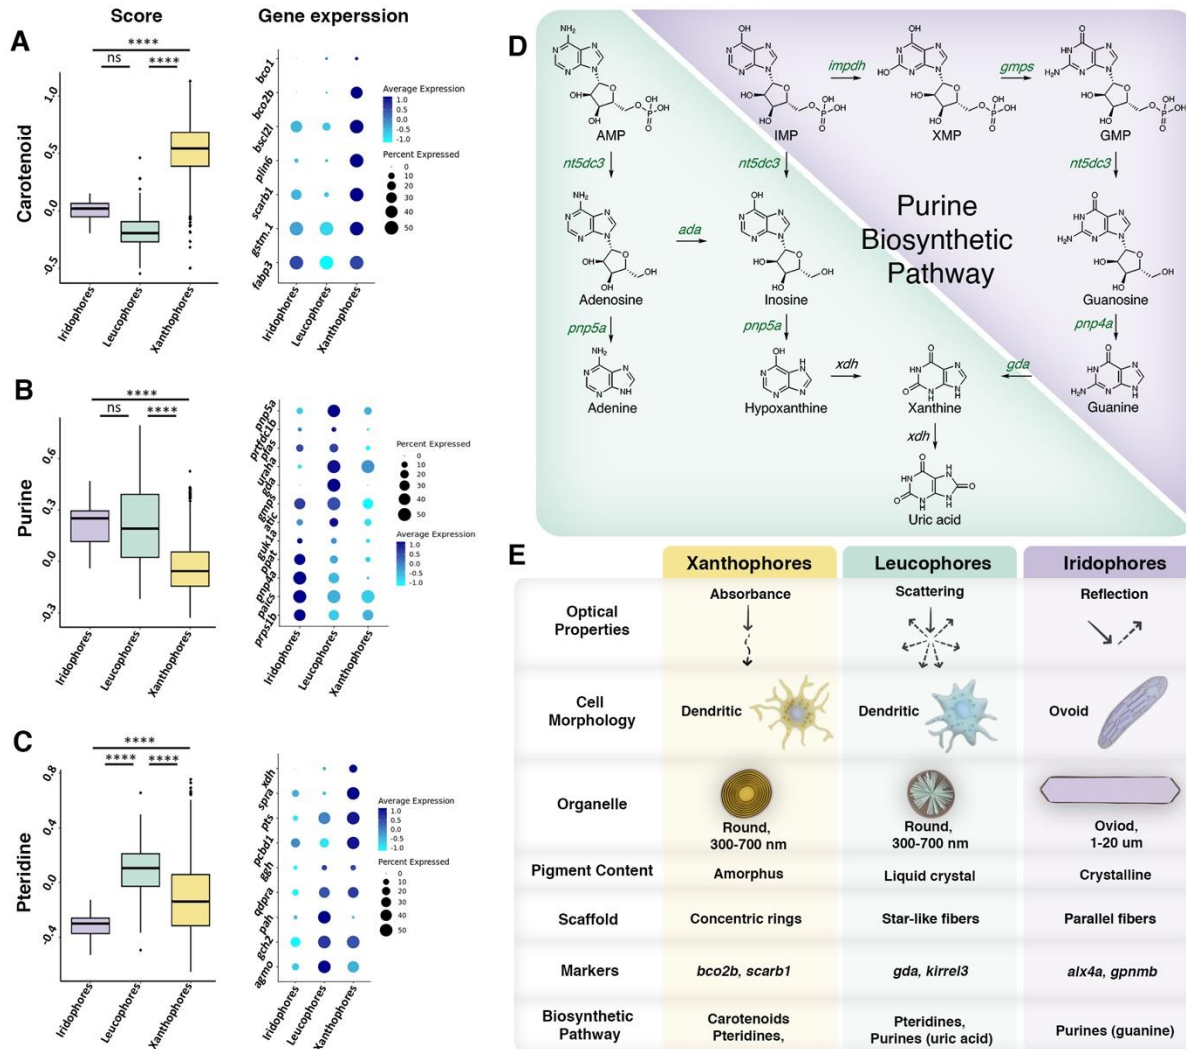 Score
Gene experssion
A
****
ns
****
Carotenoid
1.0
0.5
0.0
-0.5
Iridophores
Leucophores
Xanthophores
bco1
bco2b
bscl2l
plin6
scarb1
gstm.1
fabp3
Iridophores
Leucophores
Xanthophores
Average Expression
1.0
0.5
0.0
-0.5
-1.0
Percent Expressed
0
10
20
30
40
50
B
****
ns
****
Purine
0.6
0.3
0.0
-0.3
Iridophores
Leucophores
Xanthophores
pnp5a
prtfdc1b
pfas
uraha
gda
gmps
atic
guk1a
ppat
pnp4a
paics
prps1b
Iridophores
Leucophores
Xanthophores
Percent Expressed
0
10
20
30
40
50
Average Expression
1.0
0.5
0.0
-0.5
-1.0
C
****
****
****
Pteridine
0.8
0.4
0.0
-0.4
Iridophores
Leucophores
Xanthophores
xdh
spra
pts
pcbd1
ggh
qdpra
pah
gch2
agmo
Iridophores
Leucophores
Xanthophores
Average Expression
1.0
0.5
0.0
-0.5
-1.0
Percent Expressed
0
10
20
30
40
50
D
AMP
IMP
impdh
XMP
gmps
GMP
nt5dc3
nt5dc3
nt5dc3
Purine
Biosynthetic
Pathway
ada
Adenosine
Inosine
Guanosine
pnp5a
pnp5a
pnp4a
Adenine
Hypoxanthine
xdh
Xanthine
gda
Guanine
xdh
Uric acid
E
Xanthophores
Leucophores
Iridophores
Optical
Properties
Absorbance
Scattering
Reflection
Cell
Morphology
Dendritic
Dendritic
Ovoid
Organelle
Round,
300-700 nm
Round,
300-700 nm
Oviod,
1-20 um
Pigment Content
Amorphus
Liquid crystal
Crystalline
Scaffold
Concentric rings
Star-like fibers
Parallel fibers
Markers
bco2b, scarb1
gda, kirrel3
alx4a, gpnmb
Biosynthetic
Pathway
Carotenoids
Pteridines,
Pteridines,
Purines (uric acid)
Purines (guanine)